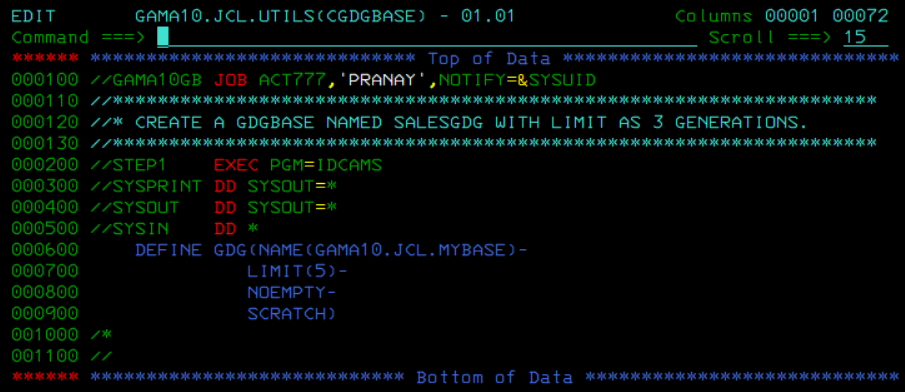 EDIT       GAMA10.JCL.UTILS(CGDGBASE) - 01.01              Columns 00001 00072
Command ===>                                                  Scroll ===> 15
****** ***************************** Top of Data ******************************
000100 //GAMA10GB JOB ACT777,'PRANAY',NOTIFY=&SYSUID
000110 //*********************************************************************
000120 //* CREATE A GDGBASE NAMED SALESGDG WITH LIMIT AS 3 GENERATIONS.
000130 //*********************************************************************
000200 //STEP1    EXEC PGM=IDCAMS
000300 //SYSPRINT DD SYSOUT=*
000400 //SYSOUT   DD SYSOUT=*
000500 //SYSIN    DD *
000600     DEFINE GDG(NAME(GAMA10.JCL.MYBASE)-
000700               LIMIT(5)-
000800               NOEMPTY-
000900               SCRATCH)
001000 /*
001100 //
****** **************************** Bottom of Data ****************************